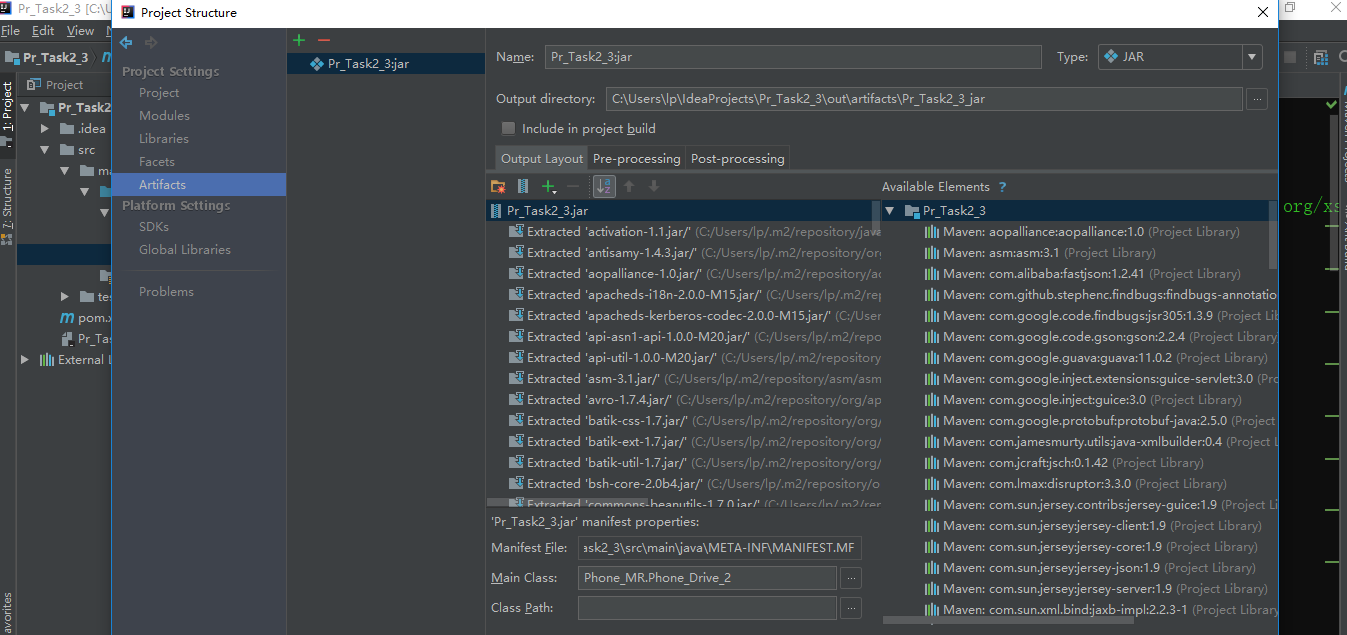 Pr_Task2_3 [C:\U
File Edit View N
Pr_Task2_3
1: Project
7: Structure
avorites
Project
Pr_Task2
.idea
src
ma
tes
pom.x
Pr_Tas
External L
Project Structure
Project Settings
Project
Modules
Libraries
Facets
Artifacts
Platform Settings
SDKs
Global Libraries
Problems
Pr_Task2_3:jar
Name: Pr_Task2_3:jar Type: JAR
Output directory: C:\Users\lp\IdeaProjects\Pr_Task2_3\out\artifacts\Pr_Task2_3_jar ...
Include in project build
Output Layout Pre-processing Post-processing
Available Elements ?
Pr_Task2_3.jar
Extracted 'activation-1.1.jar/' (C:/Users/lp/.m2/repository/java
Extracted 'antisamy-1.4.3.jar/' (C:/Users/lp/.m2/repository/org
Extracted 'aopalliance-1.0.jar/' (C:/Users/lp/.m2/repository/ao
Extracted 'apacheds-i18n-2.0.0-M15.jar/' (C:/Users/lp/.m2/rep
Extracted 'apacheds-kerberos-codec-2.0.0-M15.jar/' (C:/Users
Extracted 'api-asn1-api-1.0.0-M20.jar/' (C:/Users/lp/.m2/repos
Extracted 'api-util-1.0.0-M20.jar/' (C:/Users/lp/.m2/repository
Extracted 'asm-3.1.jar/' (C:/Users/lp/.m2/repository/asm/asm
Extracted 'avro-1.7.4.jar/' (C:/Users/lp/.m2/repository/org/ap
Extracted 'batik-css-1.7.jar/' (C:/Users/lp/.m2/repository/org/
Extracted 'batik-ext-1.7.jar/' (C:/Users/lp/.m2/repository/org/
Extracted 'batik-util-1.7.jar/' (C:/Users/lp/.m2/repository/org/
Extracted 'bsh-core-2.0b4.jar/' (C:/Users/lp/.m2/repository/o
Extracted 'commons-beanutils-1.7.0.jar/' (C:/Users/lp/.m2/rep
Pr_Task2_3
Maven: aopalliance:aopalliance:1.0 (Project Library)
Maven: asm:asm:3.1 (Project Library)
Maven: com.alibaba:fastjson:1.2.41 (Project Library)
Maven: com.github.stephenc.findbugs:findbugs-annotatio
Maven: com.google.code.findbugs:jsr305:1.3.9 (Project Lib
Maven: com.google.code.gson:gson:2.2.4 (Project Library)
Maven: com.google.guava:guava:11.0.2 (Project Library)
Maven: com.google.inject.extensions:guice-servlet:3.0 (Pro
Maven: com.google.inject:guice:3.0 (Project Library)
Maven: com.google.protobuf:protobuf-java:2.5.0 (Project L
Maven: com.jamesmurty.utils:java-xmlbuilder:0.4 (Project L
Maven: com.jcraft:jsch:0.1.42 (Project Library)
Maven: com.lmax:disruptor:3.3.0 (Project Library)
Maven: com.sun.jersey.contribs:jersey-guice:1.9 (Project Li
Maven: com.sun.jersey:jersey-client:1.9 (Project Library)
Maven: com.sun.jersey:jersey-core:1.9 (Project Library)
Maven: com.sun.jersey:jersey-json:1.9 (Project Library)
Maven: com.sun.jersey:jersey-server:1.9 (Project Library)
Maven: com.sun.xml.bind:jaxb-impl:2.2.3-1 (Project Library
'Pr_Task2_3.jar' manifest properties:
Manifest File: ask2_3\src\main\java\META-INF\MANIFEST.MF
Main Class: Phone_MR.Phone_Drive_2 ...
Class Path: ...
org/xs